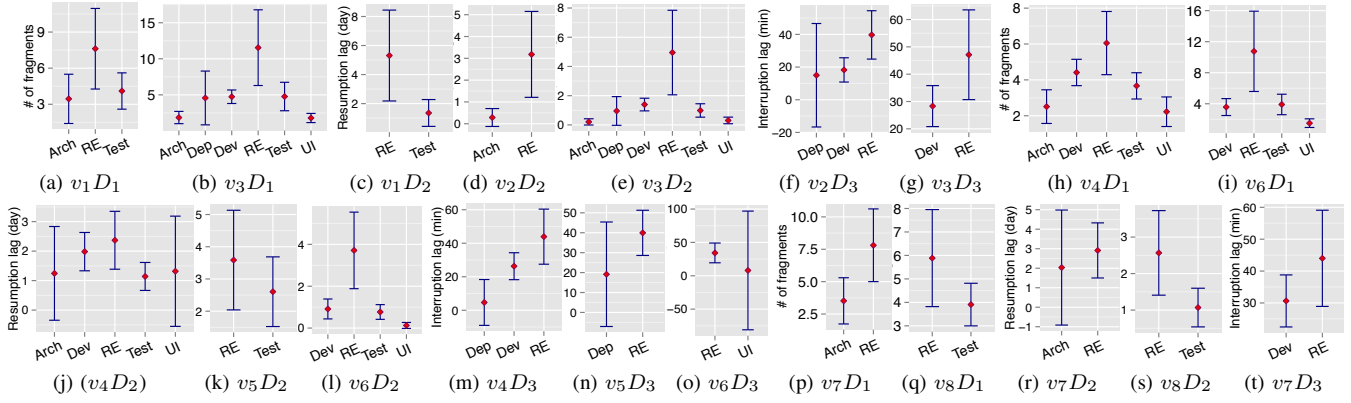 # of fragments
9
6
3
Arch RE Test
(a) v1D1
15
10
5
Arch Dep Dev RE Test UI
(b) v3D1
Resumption lag (day)
8
6
4
2
RE Test
(c) v1D2
5
4
3
2
1
0
Arch RE
(d) v2D2
8
6
4
2
0
Arch Dep Dev RE Test UI
(e) v3D2
Interruption lag (min)
60
40
20
0
−20
Dep Dev RE
(f) v2D3
60
50
40
30
20
Dev RE
(g) v3D3
# of fragments
8
6
4
2
Arch Dev RE Test UI
(h) v4D1
16
12
8
4
Dev RE Test UI
(i) v6D1
Resumption lag (day)
3
2
1
0
Arch Dev RE Test UI
(j) (v4D2)
5
4
3
2
RE Test
(k) v5D2
4
2
0
Dev RE Test UI
(l) v6D2
Interruption lag (min)
60
40
20
0
Dep Dev RE
(m) v4D3
50
40
30
20
10
0
Dep RE
(n) v5D3
100
50
0
−50
RE UI
(o) v6D3
# of fragments
10.0
7.5
5.0
2.5
Arch RE
(p) v7D1
8
7
6
5
4
3
RE Test
(q) v8D1
Resumption lag (day)
5
4
3
2
1
0
−1
Arch RE
(r) v7D2
3
2
1
RE Test
(s) v8D2
Interruption lag (min)
60
50
40
30
Dev RE
(t) v7D3